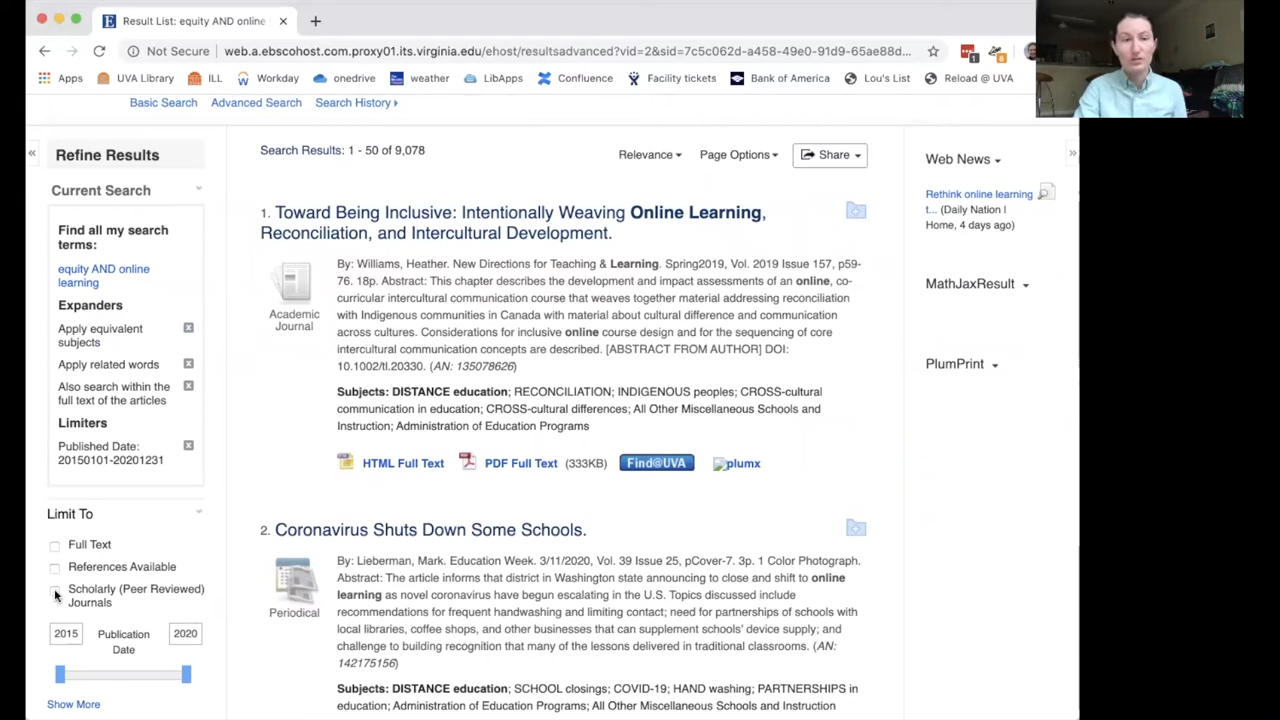 Result List: equity AND online
Not Secure
web.a.ebscohost.com.proxy01.its.virginia.edu/ehost/resultsadvanced?vid=2&sid=7c5c062d-a458-49e0-91d9-65ae88d...
Apps
UVA Library
ILL
Workday
onedrive
weather
LibApps
Confluence
Facility tickets
Bank of America
Lou's List
Reload @ UVA
Basic Search
Advanced Search
Search History
Refine Results
Current Search
Find all my search
terms:
equity AND online
learning
Expanders
Apply equivalent
subjects
Apply related words
Also search within the
full text of the articles
Limiters
Published Date:
20150101-20201231
Limit To
Full Text
References Available
Scholarly (Peer Reviewed)
Journals
2015
Publication
Date
2020
Show More
Search Results: 1 - 50 of 9,078
Relevance
Page Options
Share
1. Toward Being Inclusive: Intentionally Weaving Online Learning,
Reconciliation, and Intercultural Development.
Academic
Journal
By: Williams, Heather. New Directions for Teaching & Learning. Spring2019, Vol. 2019 Issue 157, p59-
76. 18p. Abstract: This chapter describes the development and impact assessments of an online, co-
curricular intercultural communication course that weaves together material addressing reconciliation
with Indigenous communities in Canada with material about cultural difference and communication
across cultures. Considerations for inclusive online course design and for the sequencing of core
intercultural communication concepts are described. [ABSTRACT FROM AUTHOR] DOI:
10.1002/tl.20330. (AN: 135078626)
Subjects: DISTANCE education; RECONCILIATION; INDIGENOUS peoples; CROSS-cultural
communication in education; CROSS-cultural differences; All Other Miscellaneous Schools and
Instruction; Administration of Education Programs
HTML Full Text
PDF Full Text (333KB)
Find@UVA
plumx
2. Coronavirus Shuts Down Some Schools.
Periodical
By: Lieberman, Mark. Education Week. 3/11/2020, Vol. 39 Issue 25, pCover-7. 3p. 1 Color Photograph.
Abstract: The article informs that district in Washington state announcing to close and shift to online
learning as novel coronavirus have begun escalating in the U.S. Topics discussed include
recommendations for frequent handwashing and limiting contact; need for partnerships of schools with
local libraries, coffee shops, and other businesses that can supplement schools' device supply; and
challenge to building recognition that many of the lessons delivered in traditional classrooms. (AN:
142175156)
Subjects: DISTANCE education; SCHOOL closings; COVID-19; HAND washing; PARTNERSHIPS in
education; Administration of Education Programs; All Other Miscellaneous Schools and Instruction
Web News
Rethink online learning
t... (Daily Nation |
Home, 4 days ago)
MathJaxResult
PlumPrint